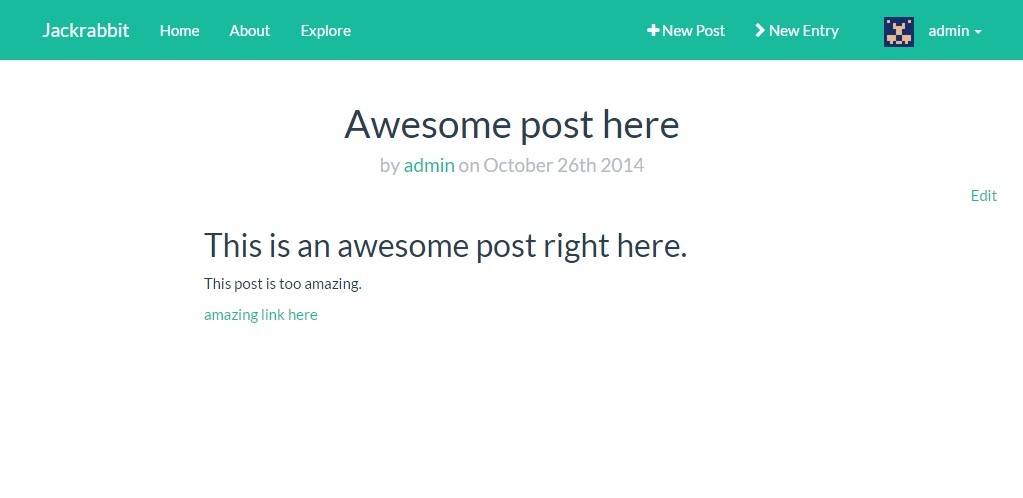 Jackrabbit Home About Explore New Post New Entry admin
Awesome post here
by admin on October 26th 2014
Edit
This is an awesome post right here.
This post is too amazing.
amazing link here